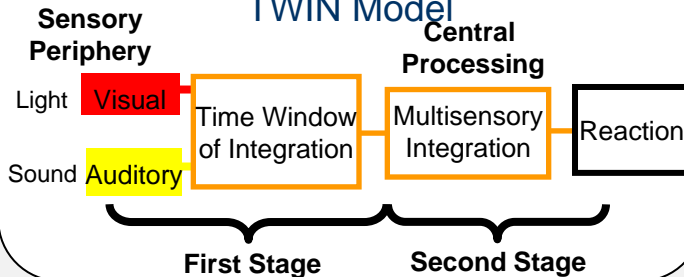 TWIN Model
Sensory
Periphery
Central
Processing
Light
Visual
Time Window
of Integration
Multisensory
Integration
Reaction
Sound
Auditory
First Stage
Second Stage